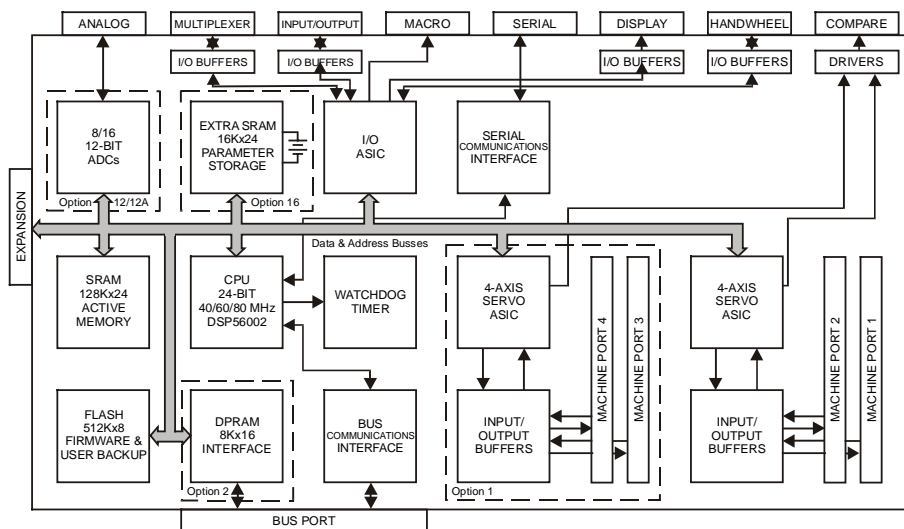 ANALOG
MULTIPLEXER
INPUT/OUTPUT
MACRO
SERIAL
DISPLAY
HANDWHEEL
COMPARE
I/O BUFFERS
I/O BUFFERS
I/O BUFFERS
I/O BUFFERS
DRIVERS
8/16
12-BIT
ADCs
Option 12/12A
EXTRA SRAM
16Kx24
PARAMETER
STORAGE
Option 16
I/O
ASIC
SERIAL
COMMUNICATIONS
INTERFACE
EXPANSION
Data & Address Busses
SRAM
128Kx24
ACTIVE
MEMORY
CPU
24-BIT
40/60/80 MHz
DSP56002
WATCHDOG
TIMER
4-AXIS
SERVO
ASIC
MACHINE PORT 4
MACHINE PORT 3
4-AXIS
SERVO
ASIC
MACHINE PORT 2
MACHINE PORT 1
FLASH
512Kx8
FIRMWARE &
USER BACKUP
DPRAM
8Kx16
INTERFACE
Option 2
BUS
COMMUNICATIONS
INTERFACE
INPUT/
OUTPUT
BUFFERS
Option 1
INPUT/
OUTPUT
BUFFERS
BUS PORT